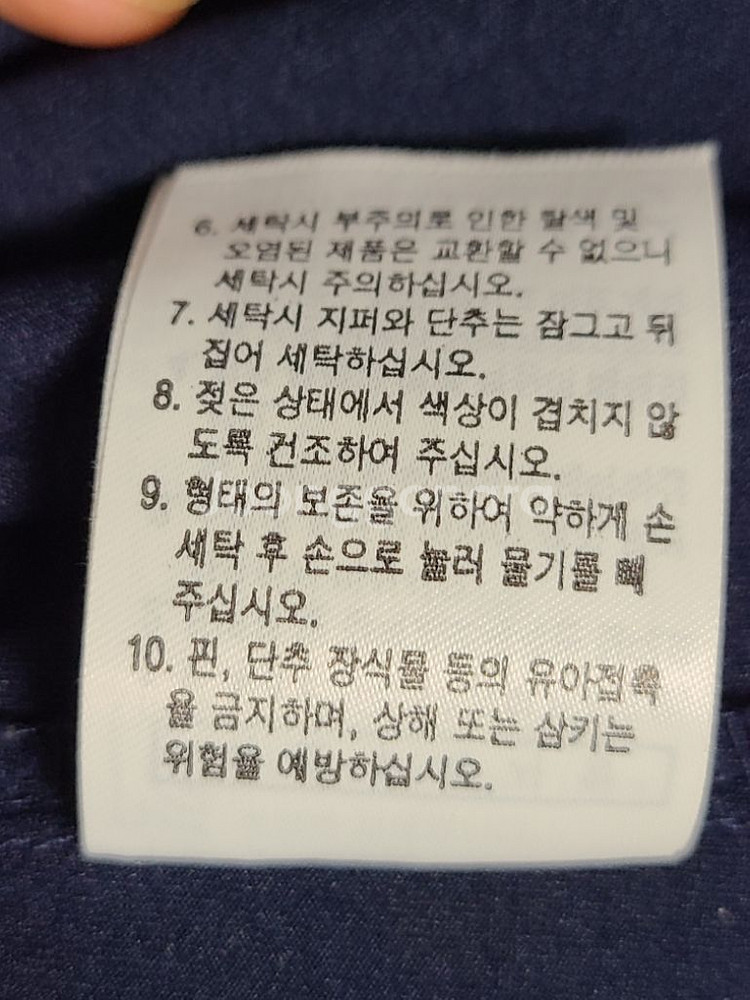 6. 세탁시 부주의로 인한 탈색 및
오염된 제품은 교환할 수 없으니
세탁시 주의하십시오.
7. 세탁시 지퍼와 단추는 잠그고 뒤
집어 세탁하십시오.
8. 젖은 상태에서 색상이 겹치지 않
도록 건조하여 주십시오.
9. 형태의 보존을 위하여 약하게 손
세탁 후 손으로 눌러 물기를 빼
주십시오.
10. 핀, 단추 장식물 등의 유아접촉
을 금지하며, 상해 또는 삼키는
위험을 예방하십시오.